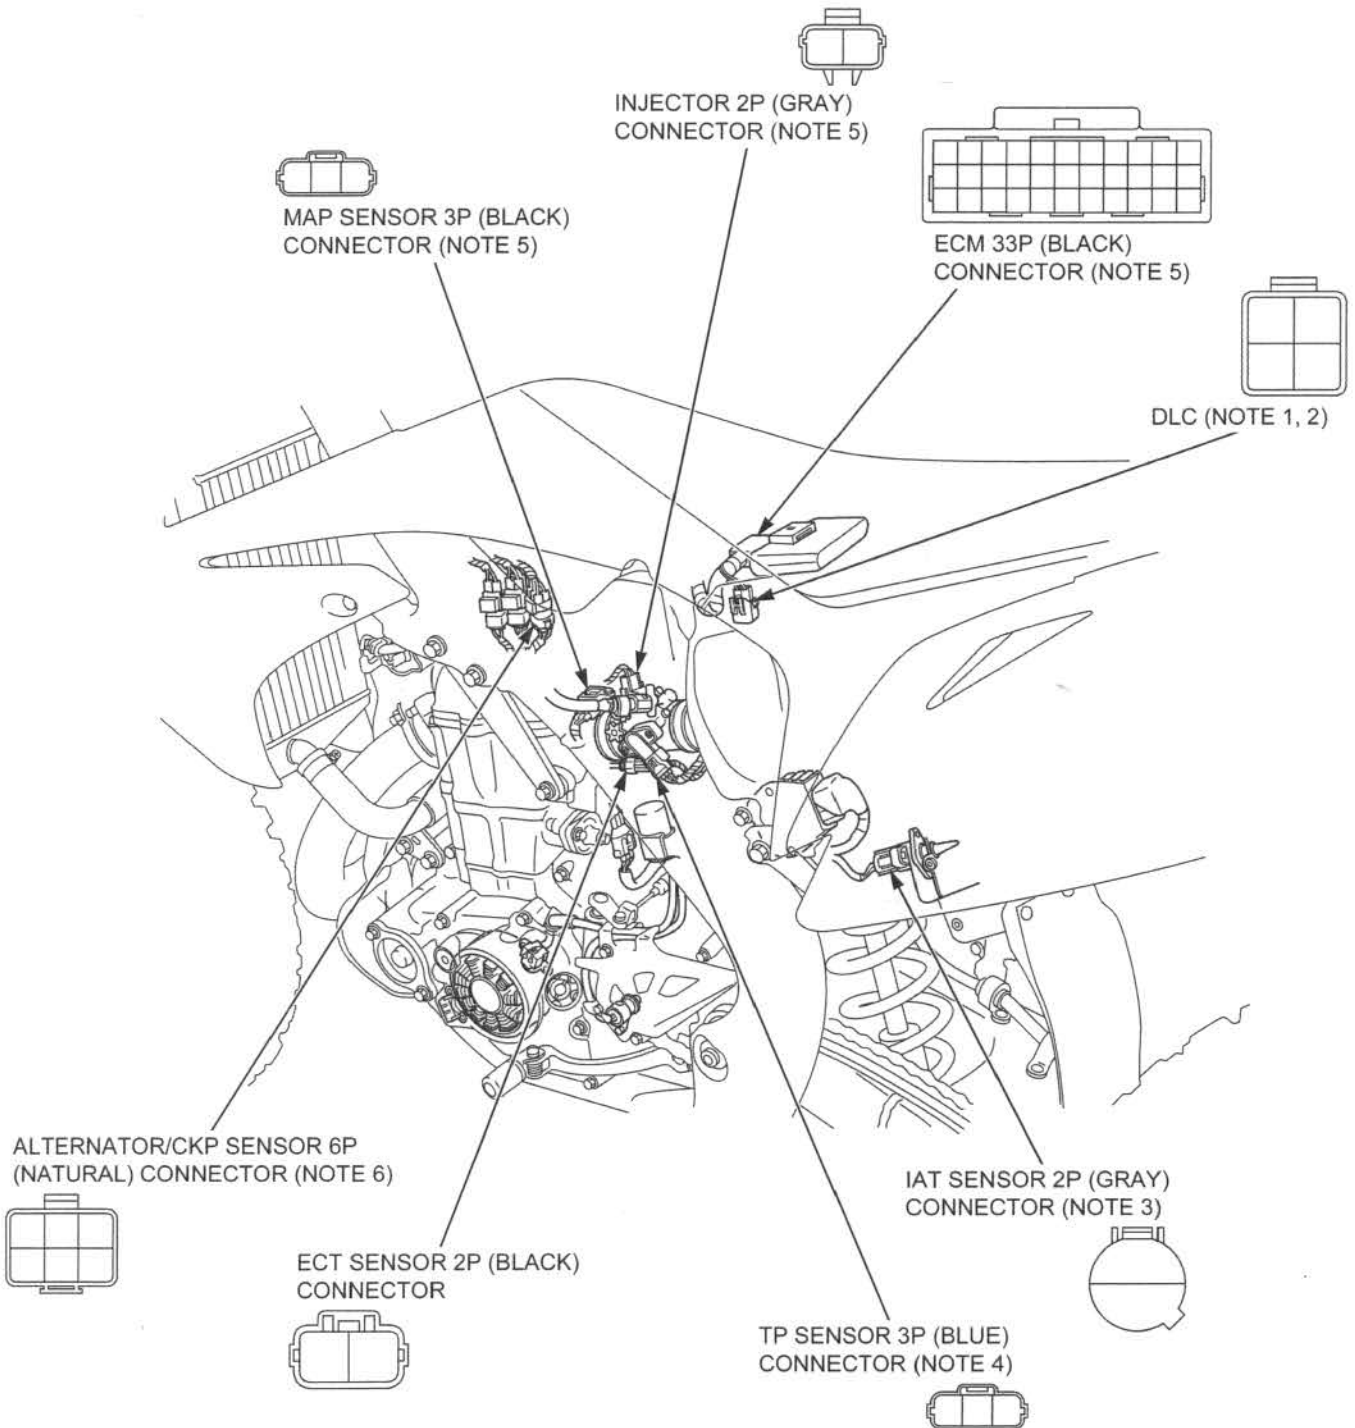 INJECTOR 2P (GRAY)
CONNECTOR (NOTE 5)
MAP SENSOR 3P (BLACK)
CONNECTOR (NOTE 5)
ECM 33P (BLACK)
CONNECTOR (NOTE 5)
DLC (NOTE 1, 2)
ALTERNATOR/CKP SENSOR 6P
(NATURAL) CONNECTOR (NOTE 6)
IAT SENSOR 2P (GRAY)
CONNECTOR (NOTE 3)
ECT SENSOR 2P (BLACK)
CONNECTOR
TP SENSOR 3P (BLUE)
CONNECTOR (NOTE 4)